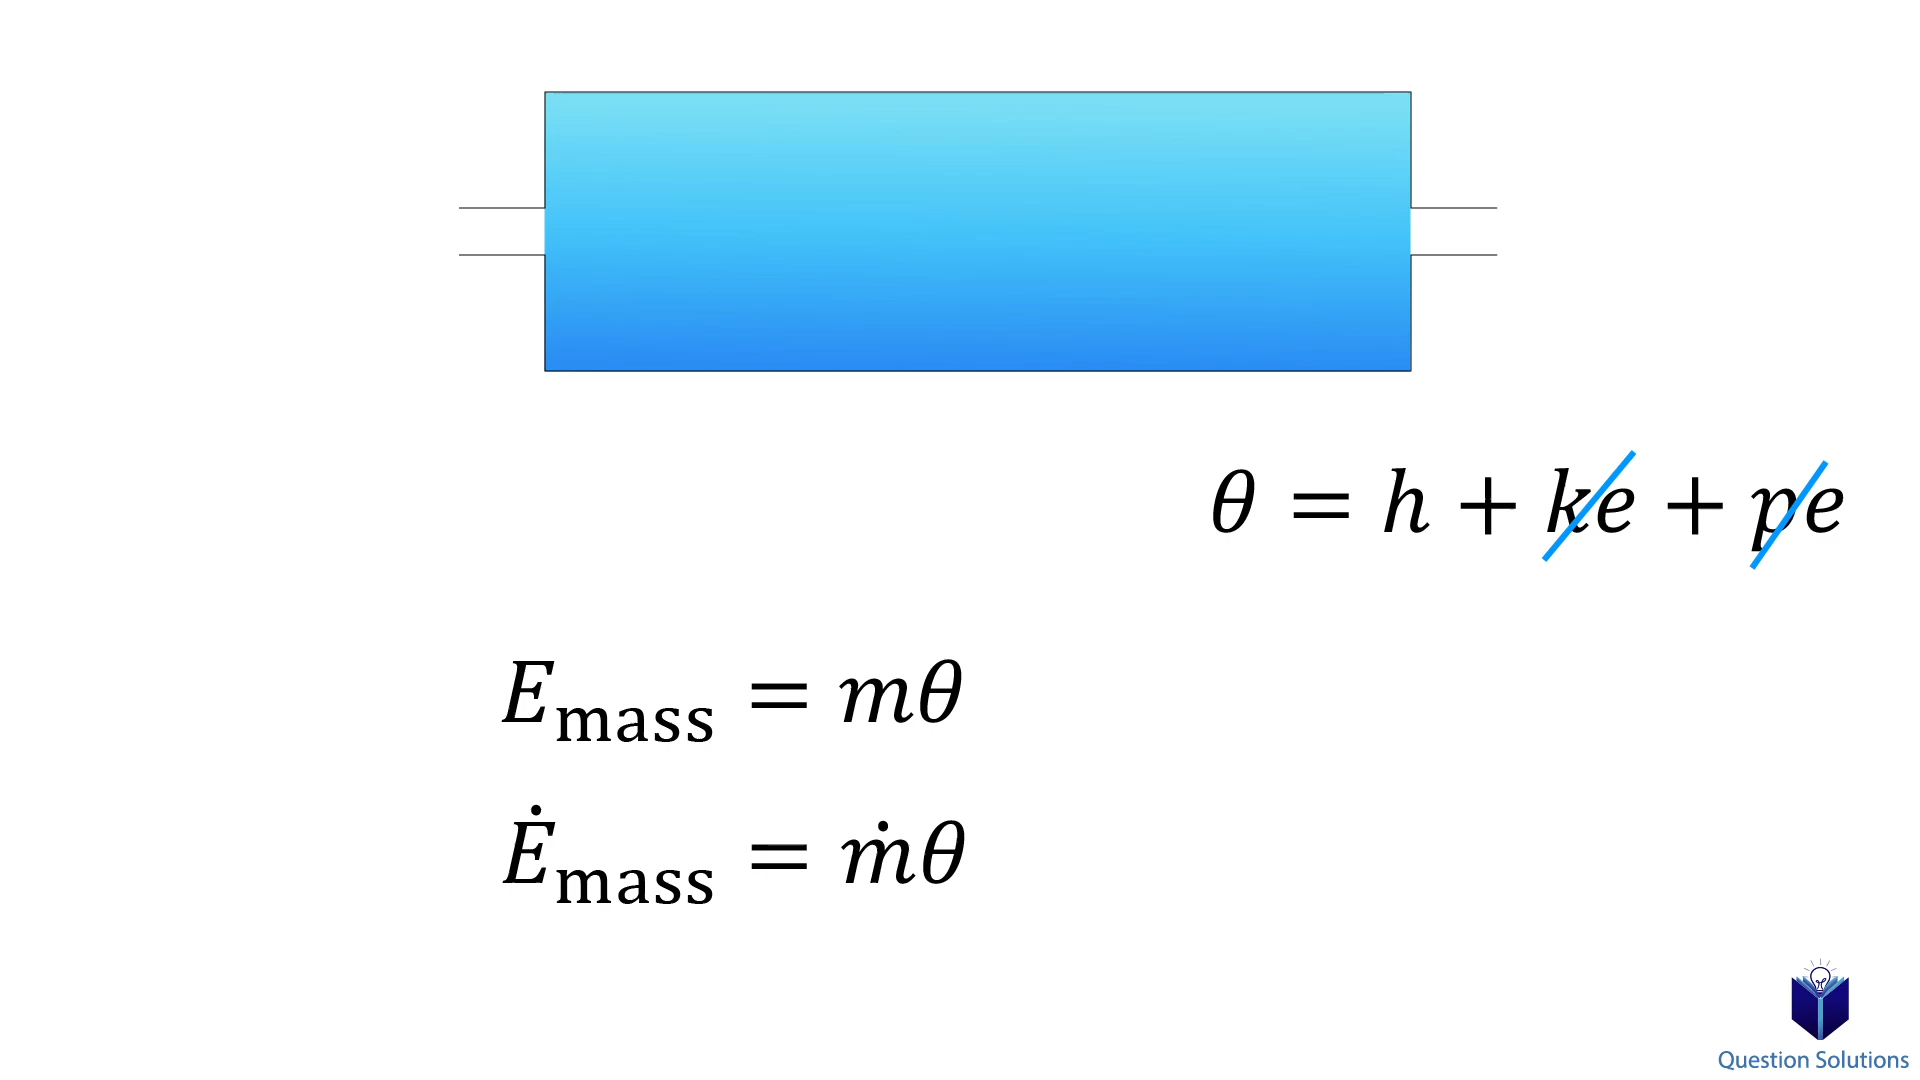 θ = h + ke + pe
E_mass = mθ
Ė_mass = ṁθ
Question Solutions